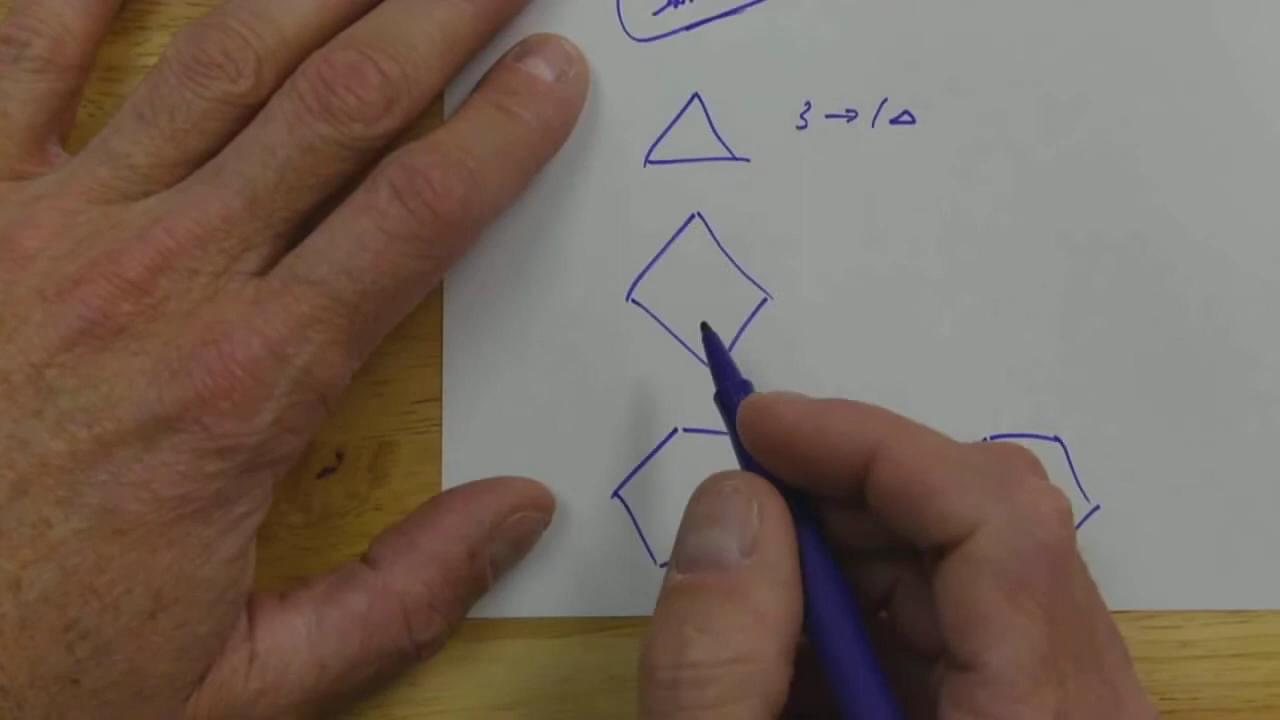 3 → 1 △